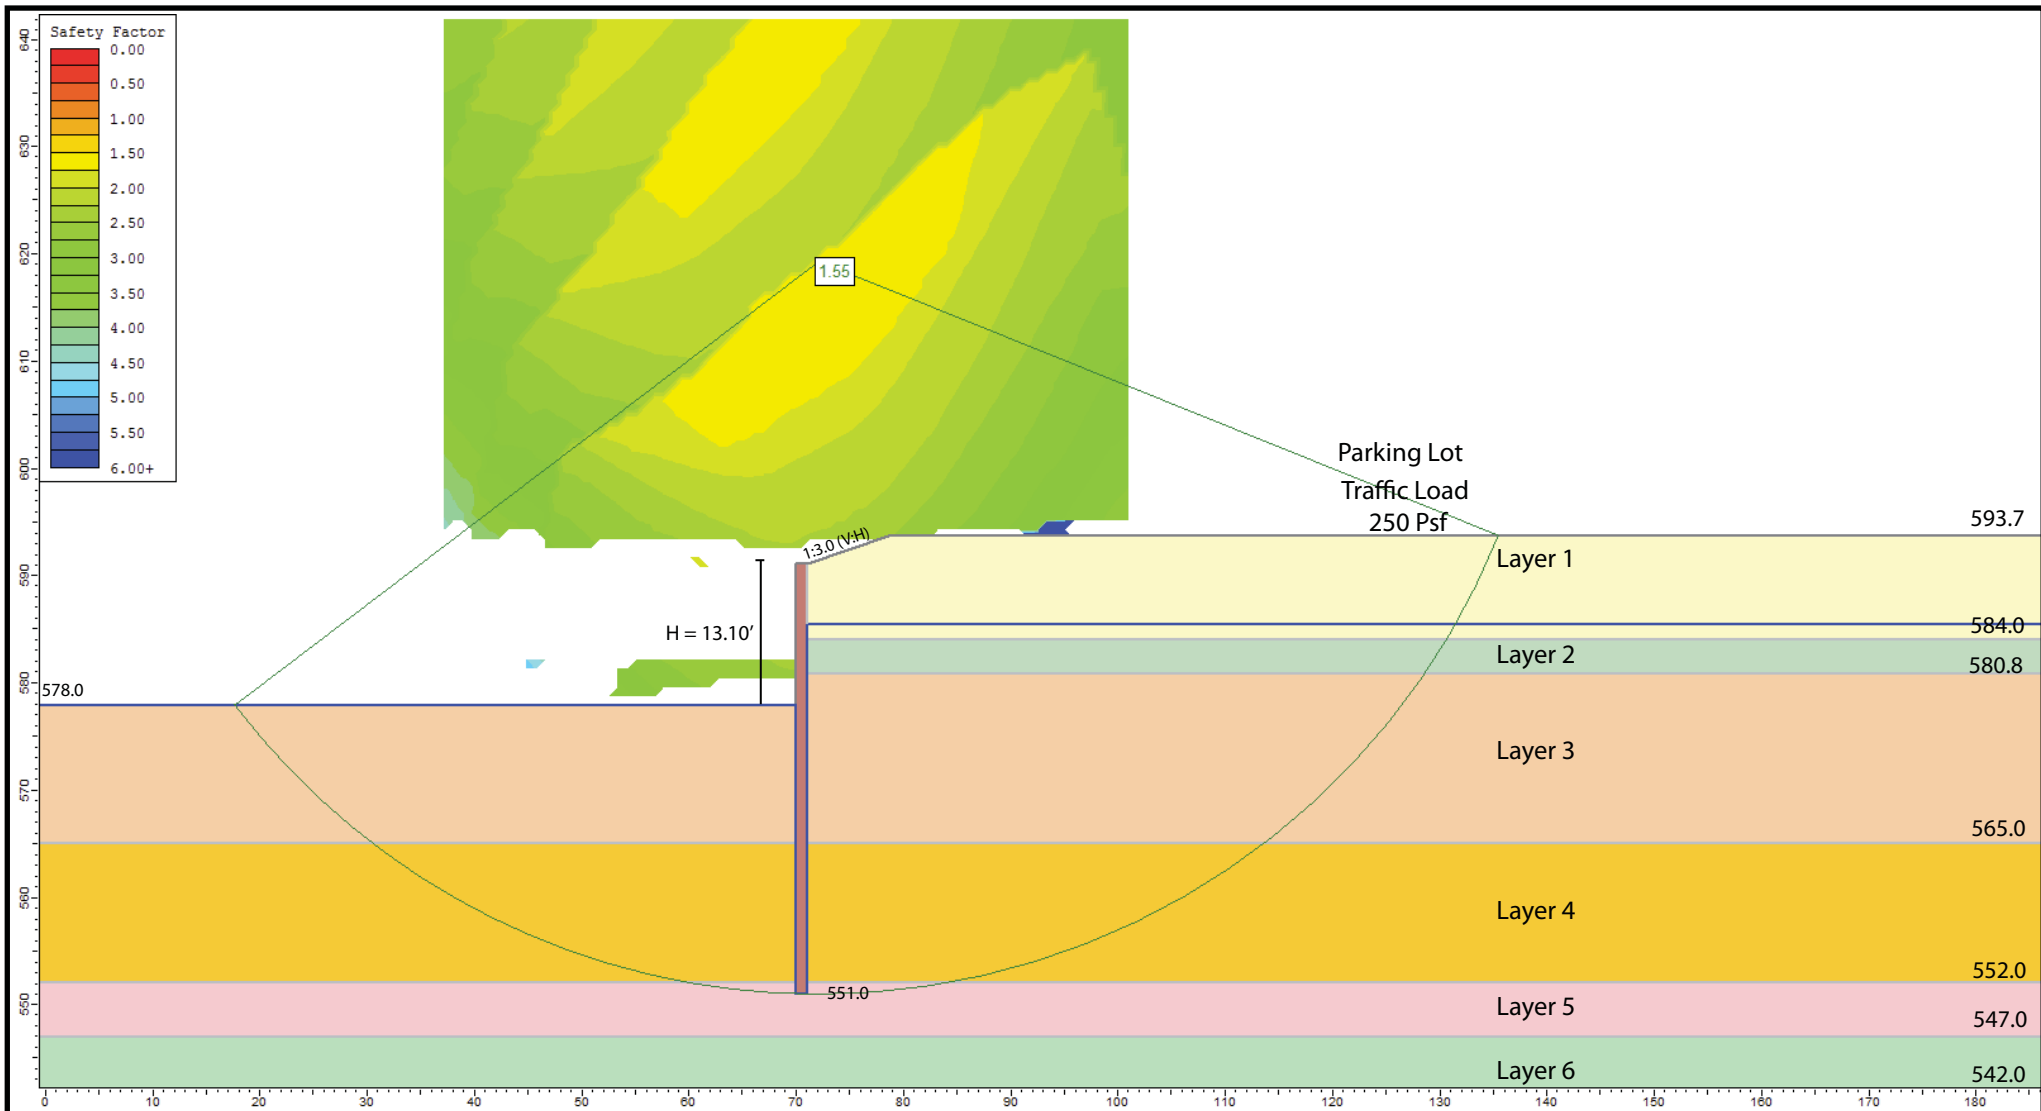 Safety Factor
0.00
0.50
1.00
1.50
2.00
2.50
3.00
3.50
4.00
4.50
5.00
5.50
6.00+
640
630
620
610
600
590
580
570
560
550
1.55
Parking Lot
Traffic Load
250 Psf
593.7
1:3.0 (V:H)
Layer 1
H = 13.10’
584.0
Layer 2
580.8
578.0
Layer 3
565.0
Layer 4
552.0
551.0
Layer 5
547.0
Layer 6
542.0
0 10 20 30 40 50 60 70 80 90 100 110 120 130 140 150 160 170 180